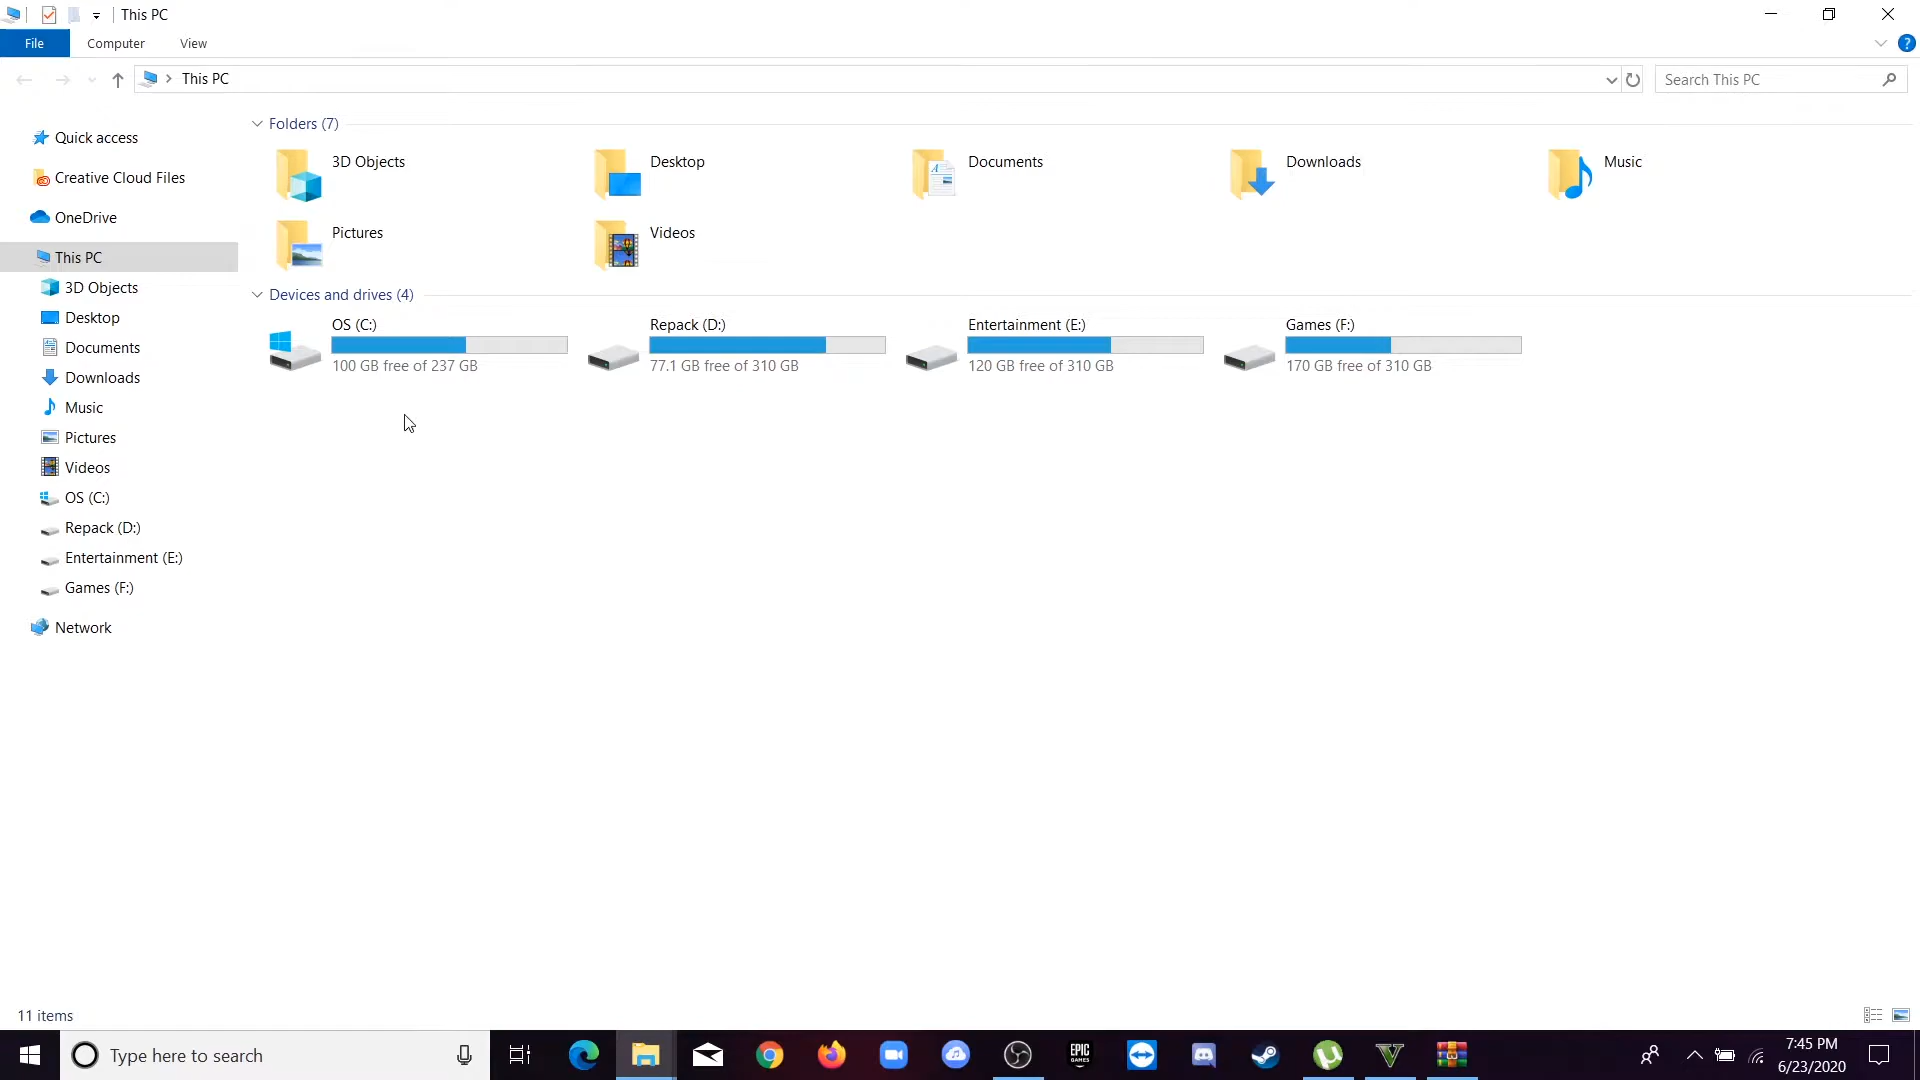 This PC
File
Computer
View
This PC
Search This PC
Quick access
Creative Cloud Files
OneDrive
This PC
3D Objects
Desktop
Documents
Downloads
Music
Pictures
Videos
OS (C:)
Repack (D:)
Entertainment (E:)
Games (F:)
Network
Folders (7)
3D Objects
Desktop
Documents
Downloads
Music
Pictures
Videos
Devices and drives (4)
OS (C:)
100 GB free of 237 GB
Repack (D:)
77.1 GB free of 310 GB
Entertainment (E:)
120 GB free of 310 GB
Games (F:)
170 GB free of 310 GB
11 items
Type here to search
EPIC
GAMES
7:45 PM
6/23/2020